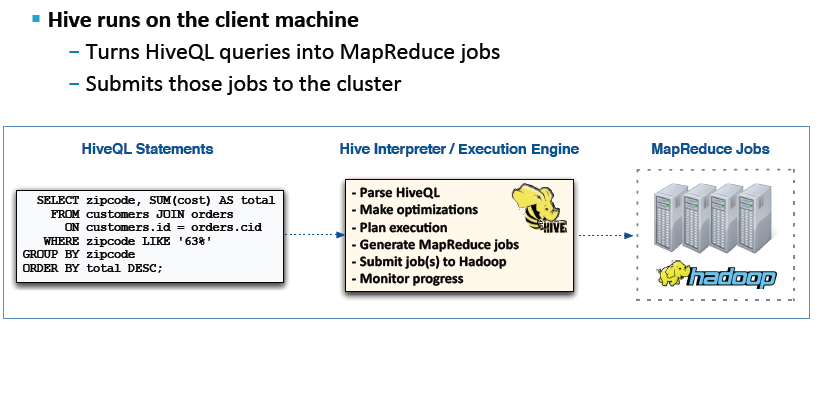 ▪ Hive runs on the client machine
– Turns HiveQL queries into MapReduce jobs
– Submits those jobs to the cluster
HiveQL Statements
SELECT zipcode, SUM(cost) AS total
FROM customers JOIN orders
ON customers.id = orders.cid
WHERE zipcode LIKE '63%'
GROUP BY zipcode
ORDER BY total DESC;
Hive Interpreter / Execution Engine
- Parse HiveQL
- Make optimizations
- Plan execution
- Generate MapReduce jobs
- Submit job(s) to Hadoop
- Monitor progress
HIVE
MapReduce Jobs
hadoop